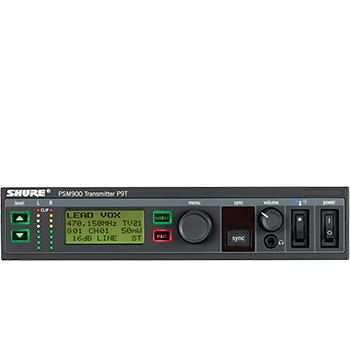 SHURE
PSM900 Transmitter P9T
level
L
R
CLIP
LEAD VOX
470.150MHz TV21
G01 CH01 50mW
16dB LINE ST
enter
exit
menu
sync
sync
volume
power